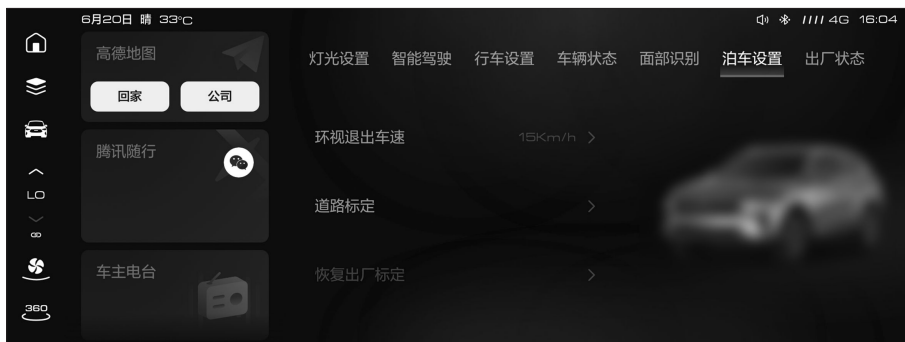 6月20日 晴 33°C
4G 16:04
高德地图
回家
公司
腾讯随行
车主电台
LO
360
灯光设置 智能驾驶 行车设置 车辆状态 面部识别 泊车设置 出厂状态
环视退出车速 15Km/h
道路标定
恢复出厂标定